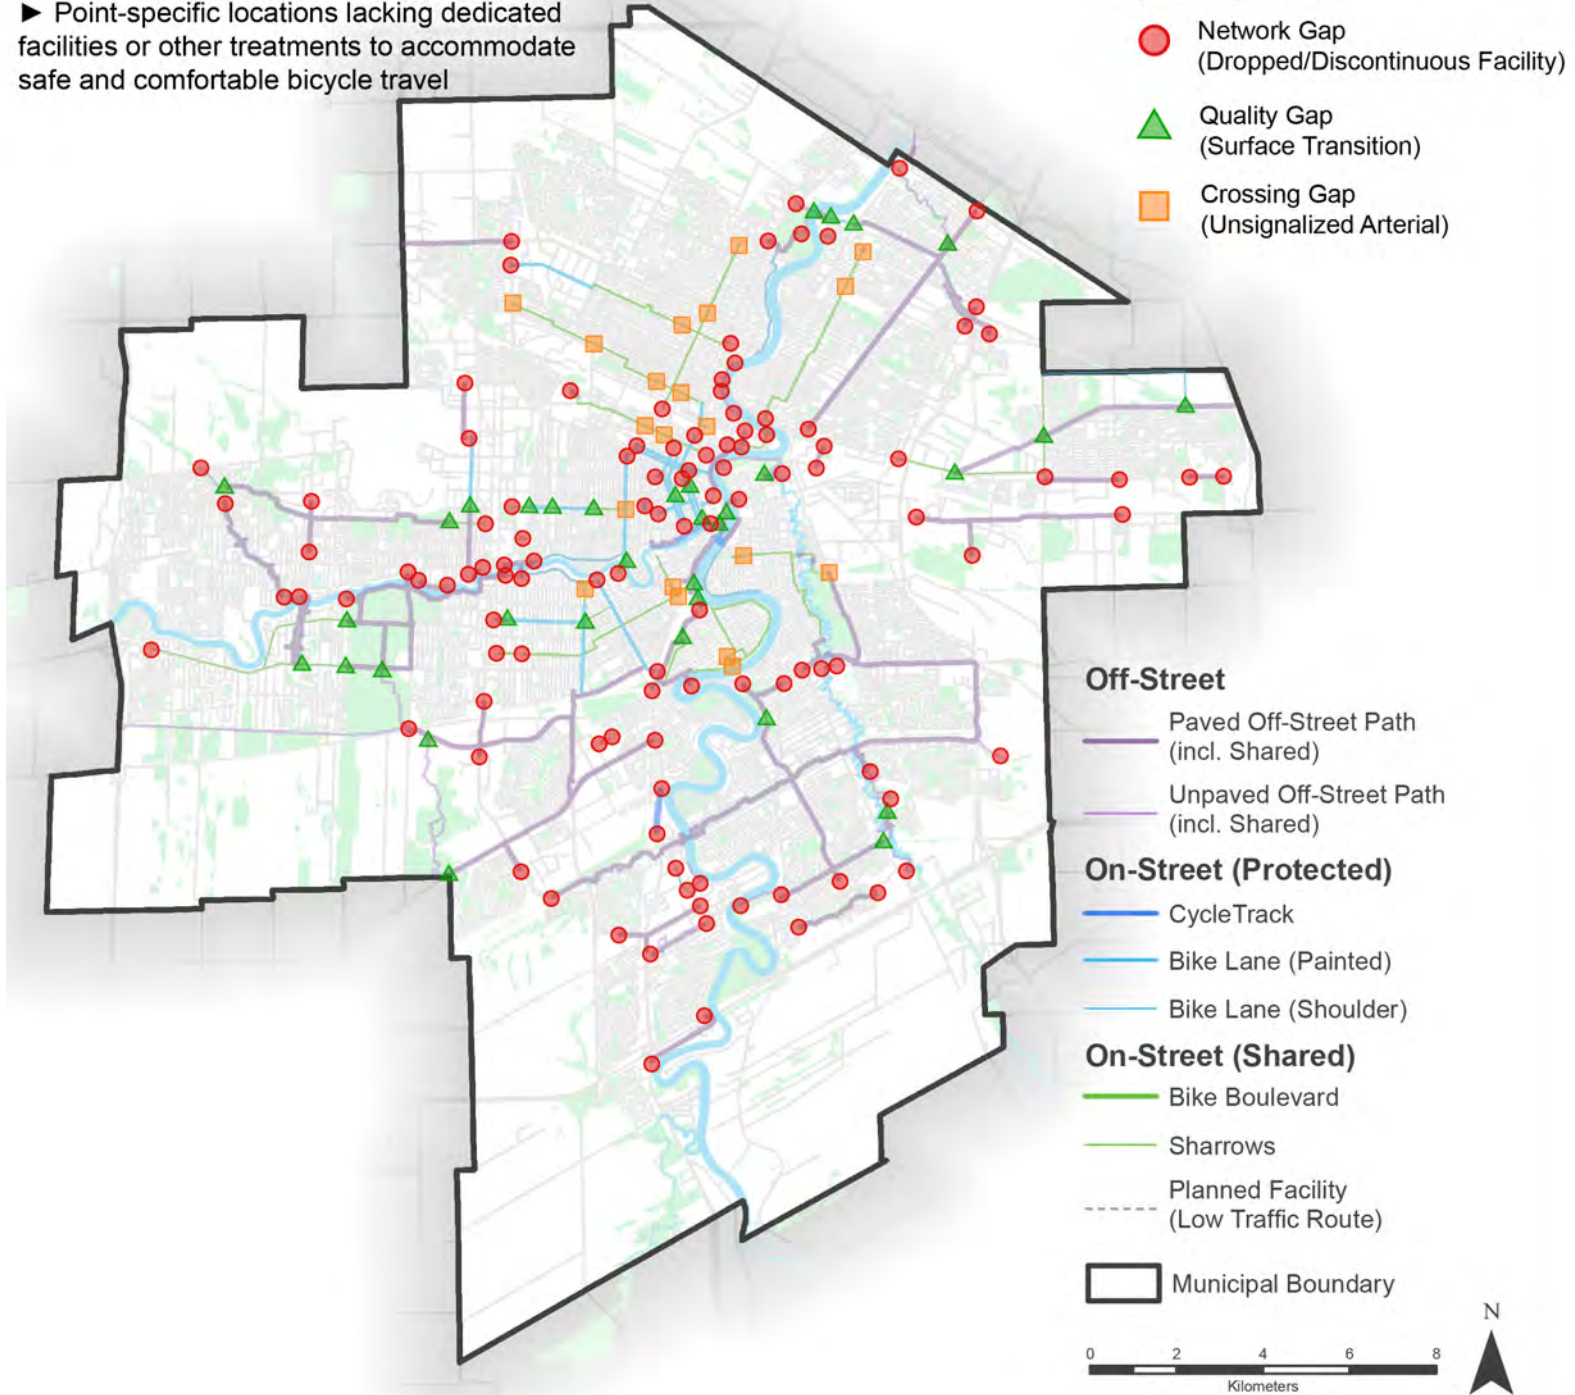 ► Point-specific locations lacking dedicated
facilities or other treatments to accommodate
safe and comfortable bicycle travel
Network Gap
(Dropped/Discontinuous Facility)
Quality Gap
(Surface Transition)
Crossing Gap
(Unsignalized Arterial)
Off-Street
Paved Off-Street Path
(incl. Shared)
Unpaved Off-Street Path
(incl. Shared)
On-Street (Protected)
CycleTrack
Bike Lane (Painted)
Bike Lane (Shoulder)
On-Street (Shared)
Bike Boulevard
Sharrows
Planned Facility
(Low Traffic Route)
Municipal Boundary
N
0 2 4 6 8
Kilometers